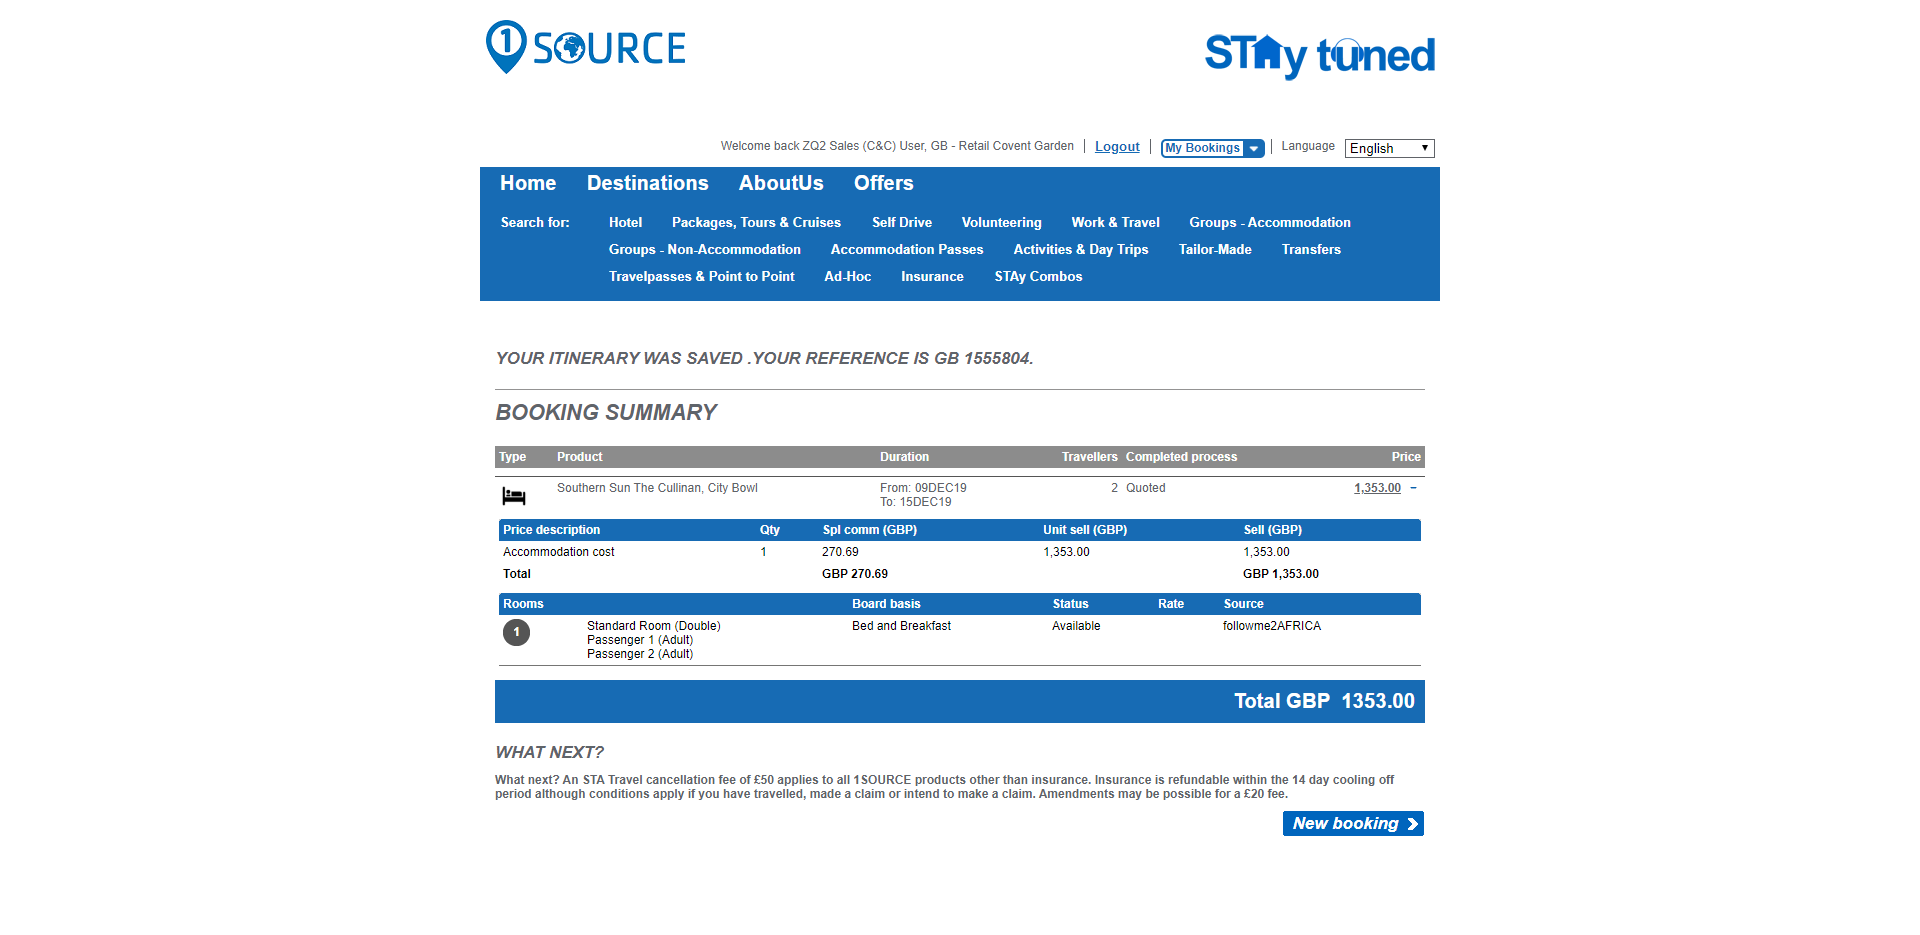 1 SOURCE
STAy tuned
Welcome back ZQ2 Sales (C&C) User, GB - Retail Covent Garden Logout My Bookings Language English
Home Destinations AboutUs Offers
Search for: Hotel Packages, Tours & Cruises Self Drive Volunteering Work & Travel Groups - Accommodation
Groups - Non-Accommodation Accommodation Passes Activities & Day Trips Tailor-Made Transfers
Travelpasses & Point to Point Ad-Hoc Insurance STAy Combos
YOUR ITINERARY WAS SAVED .YOUR REFERENCE IS GB 1555804.
BOOKING SUMMARY
Type Product Duration Travellers Completed process Price
Southern Sun The Cullinan, City Bowl From: 09DEC19 2 Quoted 1,353.00 −
To: 15DEC19
Price description Qty Spl comm (GBP) Unit sell (GBP) Sell (GBP)
Accommodation cost 1 270.69 1,353.00 1,353.00
Total GBP 270.69 GBP 1,353.00
Rooms Board basis Status Rate Source
1 Standard Room (Double) Bed and Breakfast Available followme2AFRICA
Passenger 1 (Adult)
Passenger 2 (Adult)
Total GBP 1353.00
WHAT NEXT?
What next? An STA Travel cancellation fee of £50 applies to all 1SOURCE products other than insurance. Insurance is refundable within the 14 day cooling off
period although conditions apply if you have travelled, made a claim or intend to make a claim. Amendments may be possible for a £20 fee.
New booking